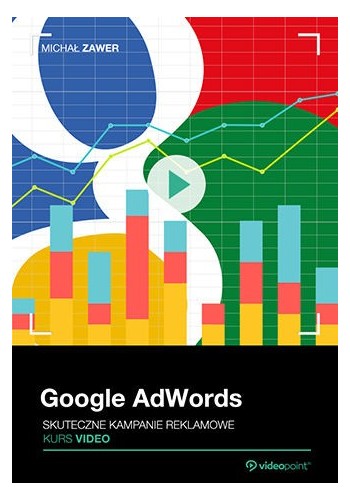 MICHAŁ ZAWER
Google AdWords
SKUTECZNE KAMPANIE REKLAMOWE
KURS VIDEO
videopoint